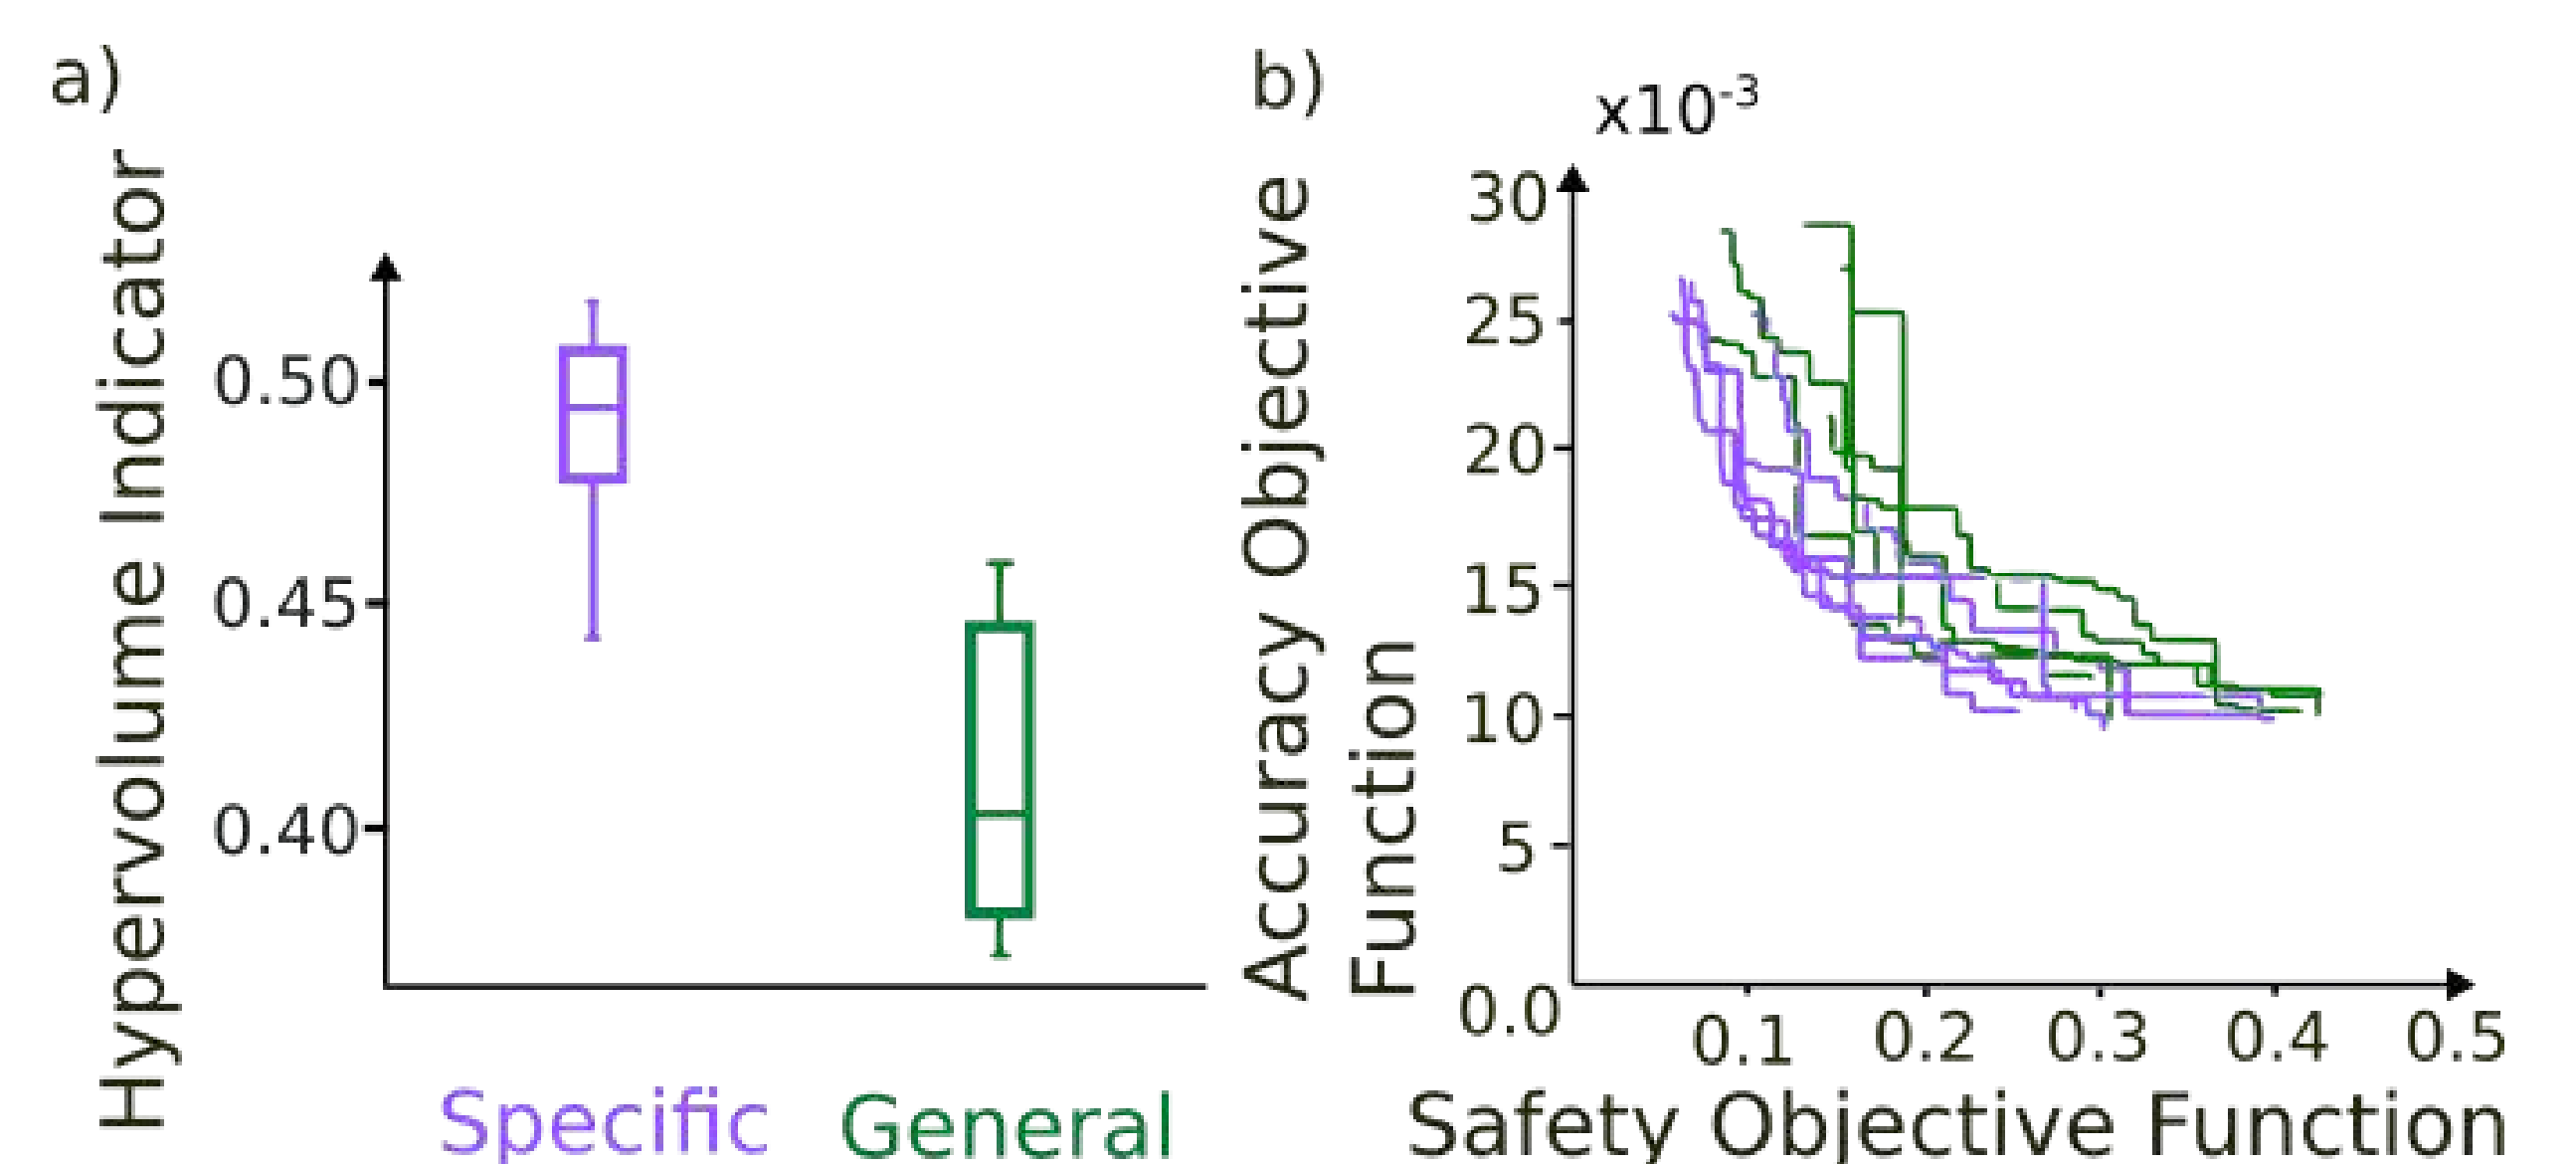 a)
Hypervolume Indicator
0.50
0.45
0.40
Specific
General
b)
x10-3
Accuracy Objective
Function
30
25
20
15
10
5
0.0
0.1 0.2 0.3 0.4 0.5
Safety Objective Function